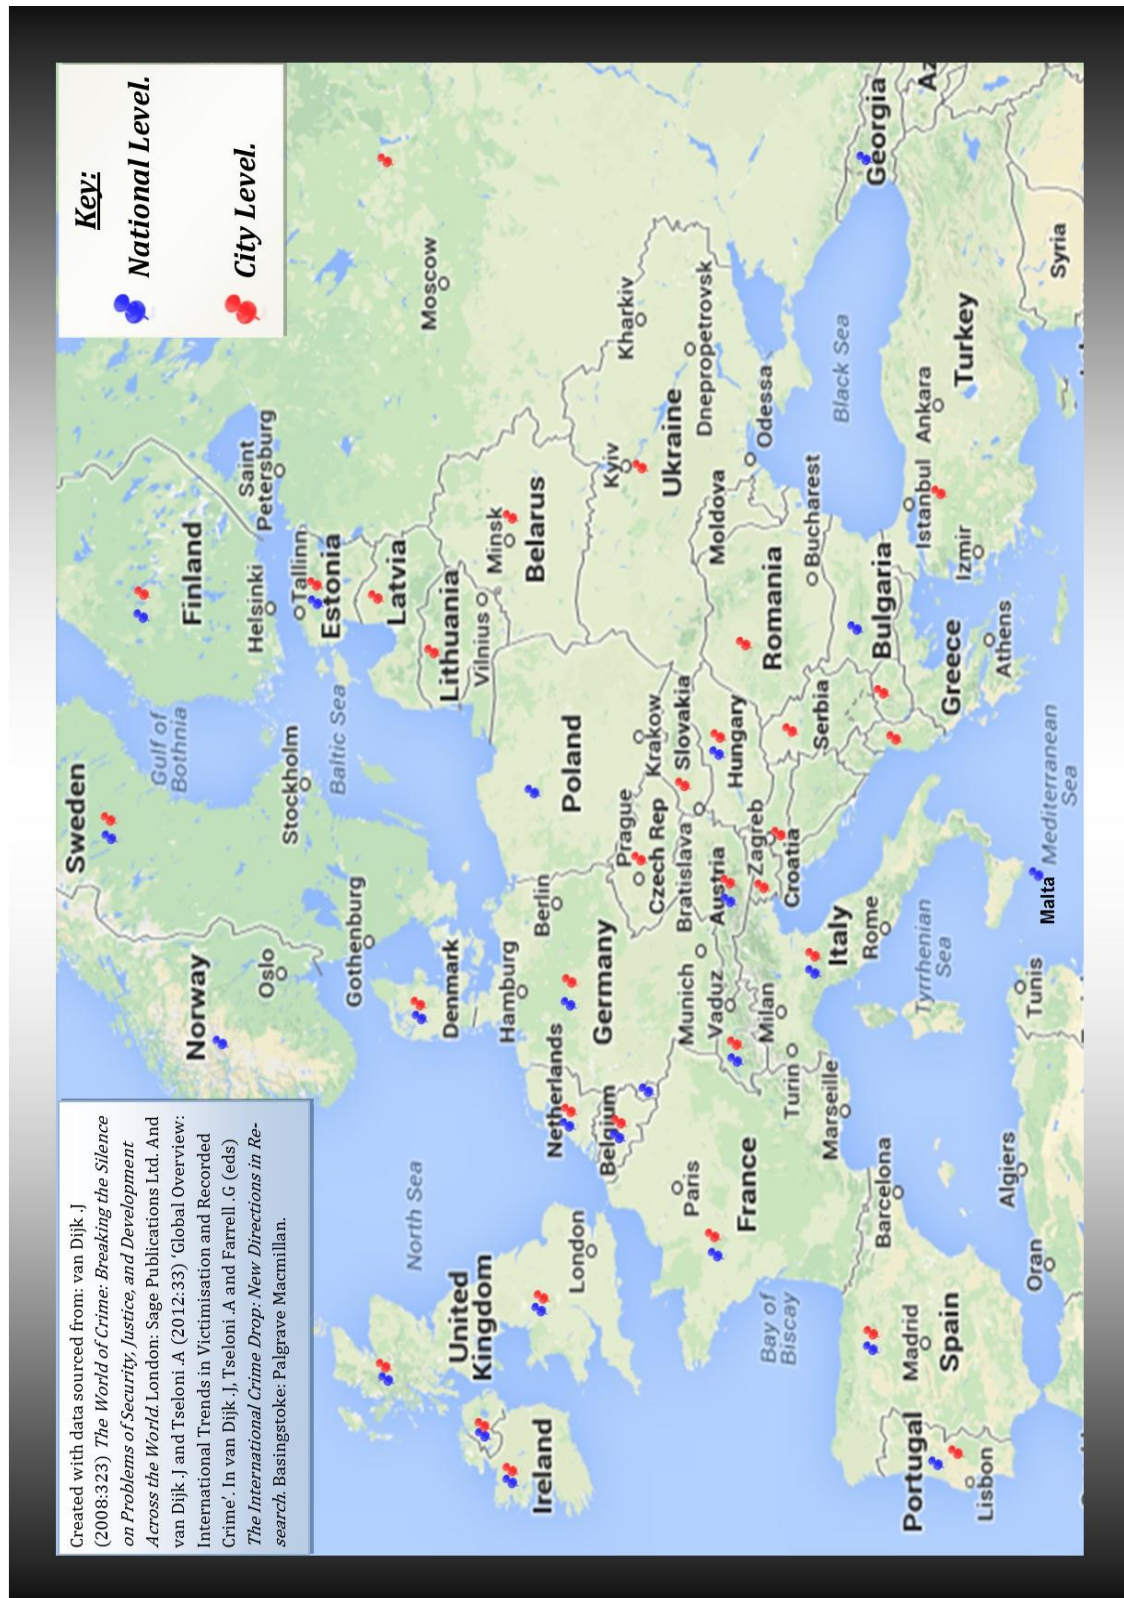 Created with data sourced from: van Dijk .J
(2008:323) The World of Crime: Breaking the Silence
on Problems of Security, Justice, and Development
Across the World. London: Sage Publications Ltd. And
van Dijk .J and Tseloni .A (2012:33) ‘Global Overview:
International Trends in Victimisation and Recorded
Crime’. In van Dijk .J, Tseloni .A and Farrell .G (eds)
The International Crime Drop: New Directions in Re-
search. Basingstoke: Palgrave Macmillan.
Key:
National Level.
City Level.
Sweden
Finland
Norway
Gulf of
Bothnia
Saint
Petersburg
Helsinki
Oslo
Stockholm
Tallinn
Estonia
Baltic Sea
Gothenburg
Latvia
Moscow
North Sea
Denmark
Lithuania
Vilnius
United
Kingdom
Hamburg
Minsk
Belarus
Ireland
Berlin
Netherlands
Poland
London
Germany
Belgium
Kyiv
Kharkiv
Prague
Czech Rep
Krakow
Ukraine
Slovakia
Paris
Munich
Bratislava
Dnepropetrovsk
Vaduz
Austria
Hungary
Moldova
France
Zagreb
Odessa
Milan
Romania
Bay of
Biscay
Turin
Croatia
Serbia
Bucharest
Marseille
Black Sea
Italy
Rome
Bulgaria
Georgia
Barcelona
Portugal
Madrid
Spain
Tyrrhenian
Sea
Greece
Istanbul
Ankara
Az
Izmir
Turkey
Lisbon
Athens
Algiers
Oran
Tunis
Malta
Mediterranean
Sea
Syria